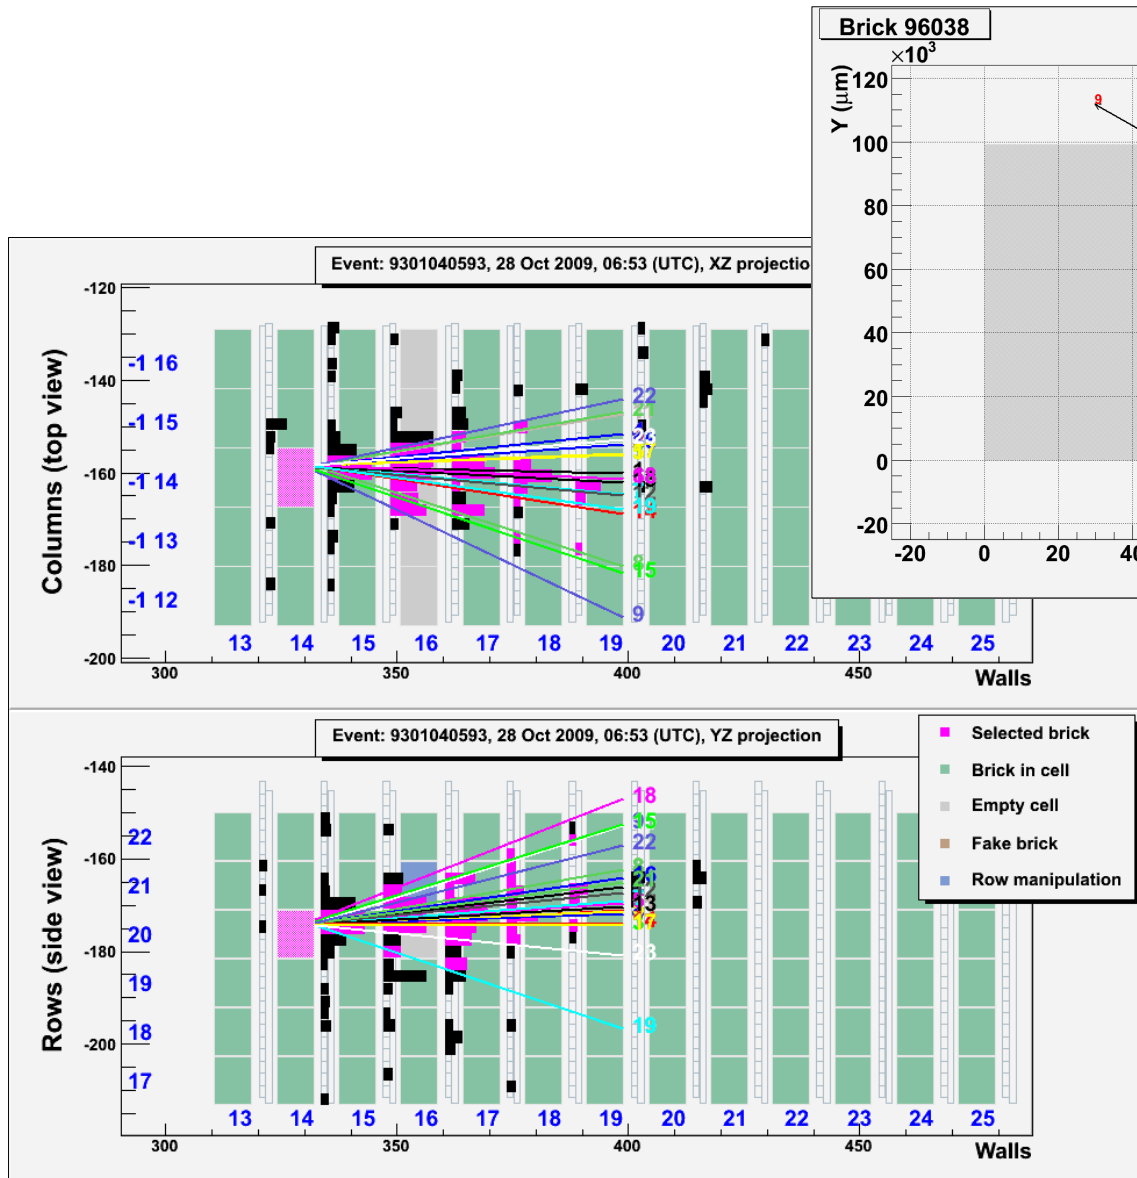 Brick 96038
×10³
Y (μm)
120
100
80
60
40
20
0
-20
9
-20 0 20 40
Event: 9301040593, 28 Oct 2009, 06:53 (UTC), XZ projectio
Columns (top view)
-120
-140
-160
-180
-200
-1 16
-1 15
-1 14
-1 13
-1 12
22
21
23
12
19
8
15
9
13 14 15 16 17 18 19 20 21 22 23 24 25
300 350 400 450
Walls
Event: 9301040593, 28 Oct 2009, 06:53 (UTC), YZ projection
Rows (side view)
-140
-160
-180
-200
22
21
20
19
18
17
18
15
22
13
23
19
13 14 15 16 17 18 19 20 21 22 23 24 25
300 350 400 450
Walls
Selected brick
Brick in cell
Empty cell
Fake brick
Row manipulation